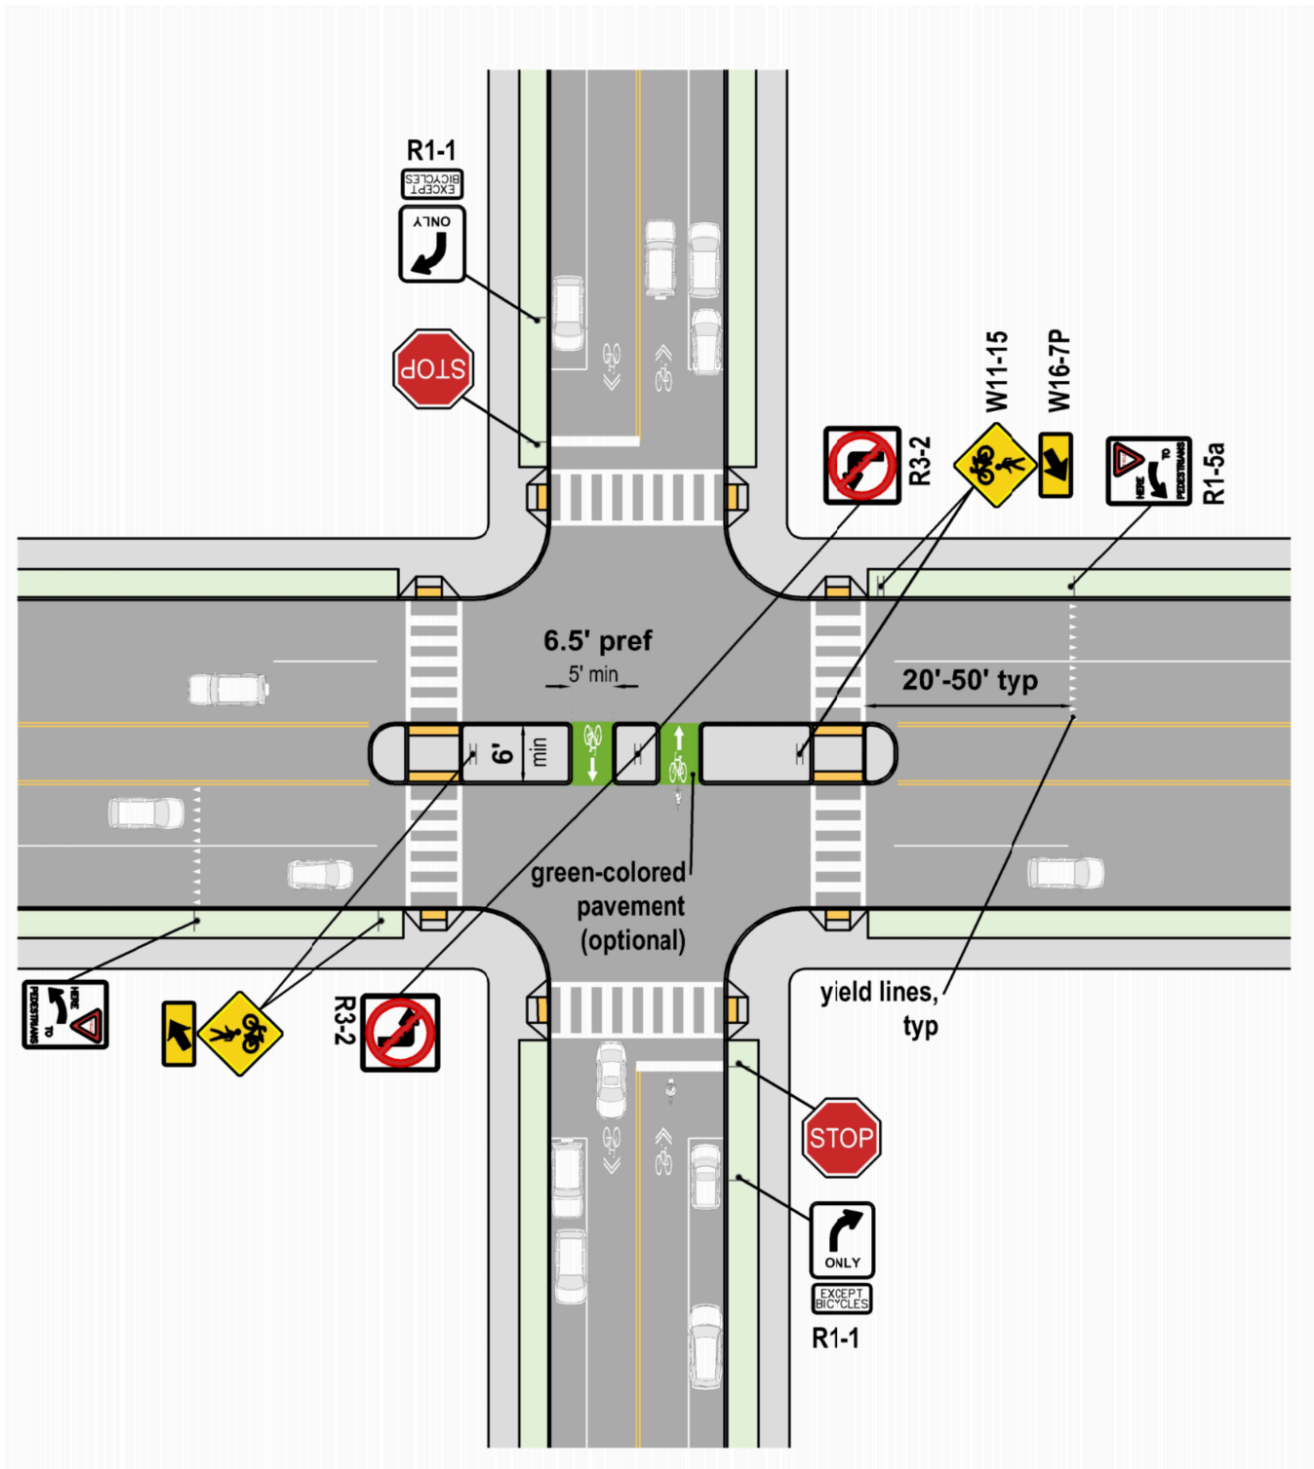 R1-1
EXCEPT
BICYCLES
ONLY
STOP
W11-15
W16-7P
R3-2
HERE
TO
PEDESTRIANS
R1-5a
6.5' pref
5' min
20'-50' typ
6'
min
green-colored
pavement
(optional)
yield lines,
typ
HERE
TO
PEDESTRIANS
R3-2
STOP
ONLY
EXCEPT
BICYCLES
R1-1